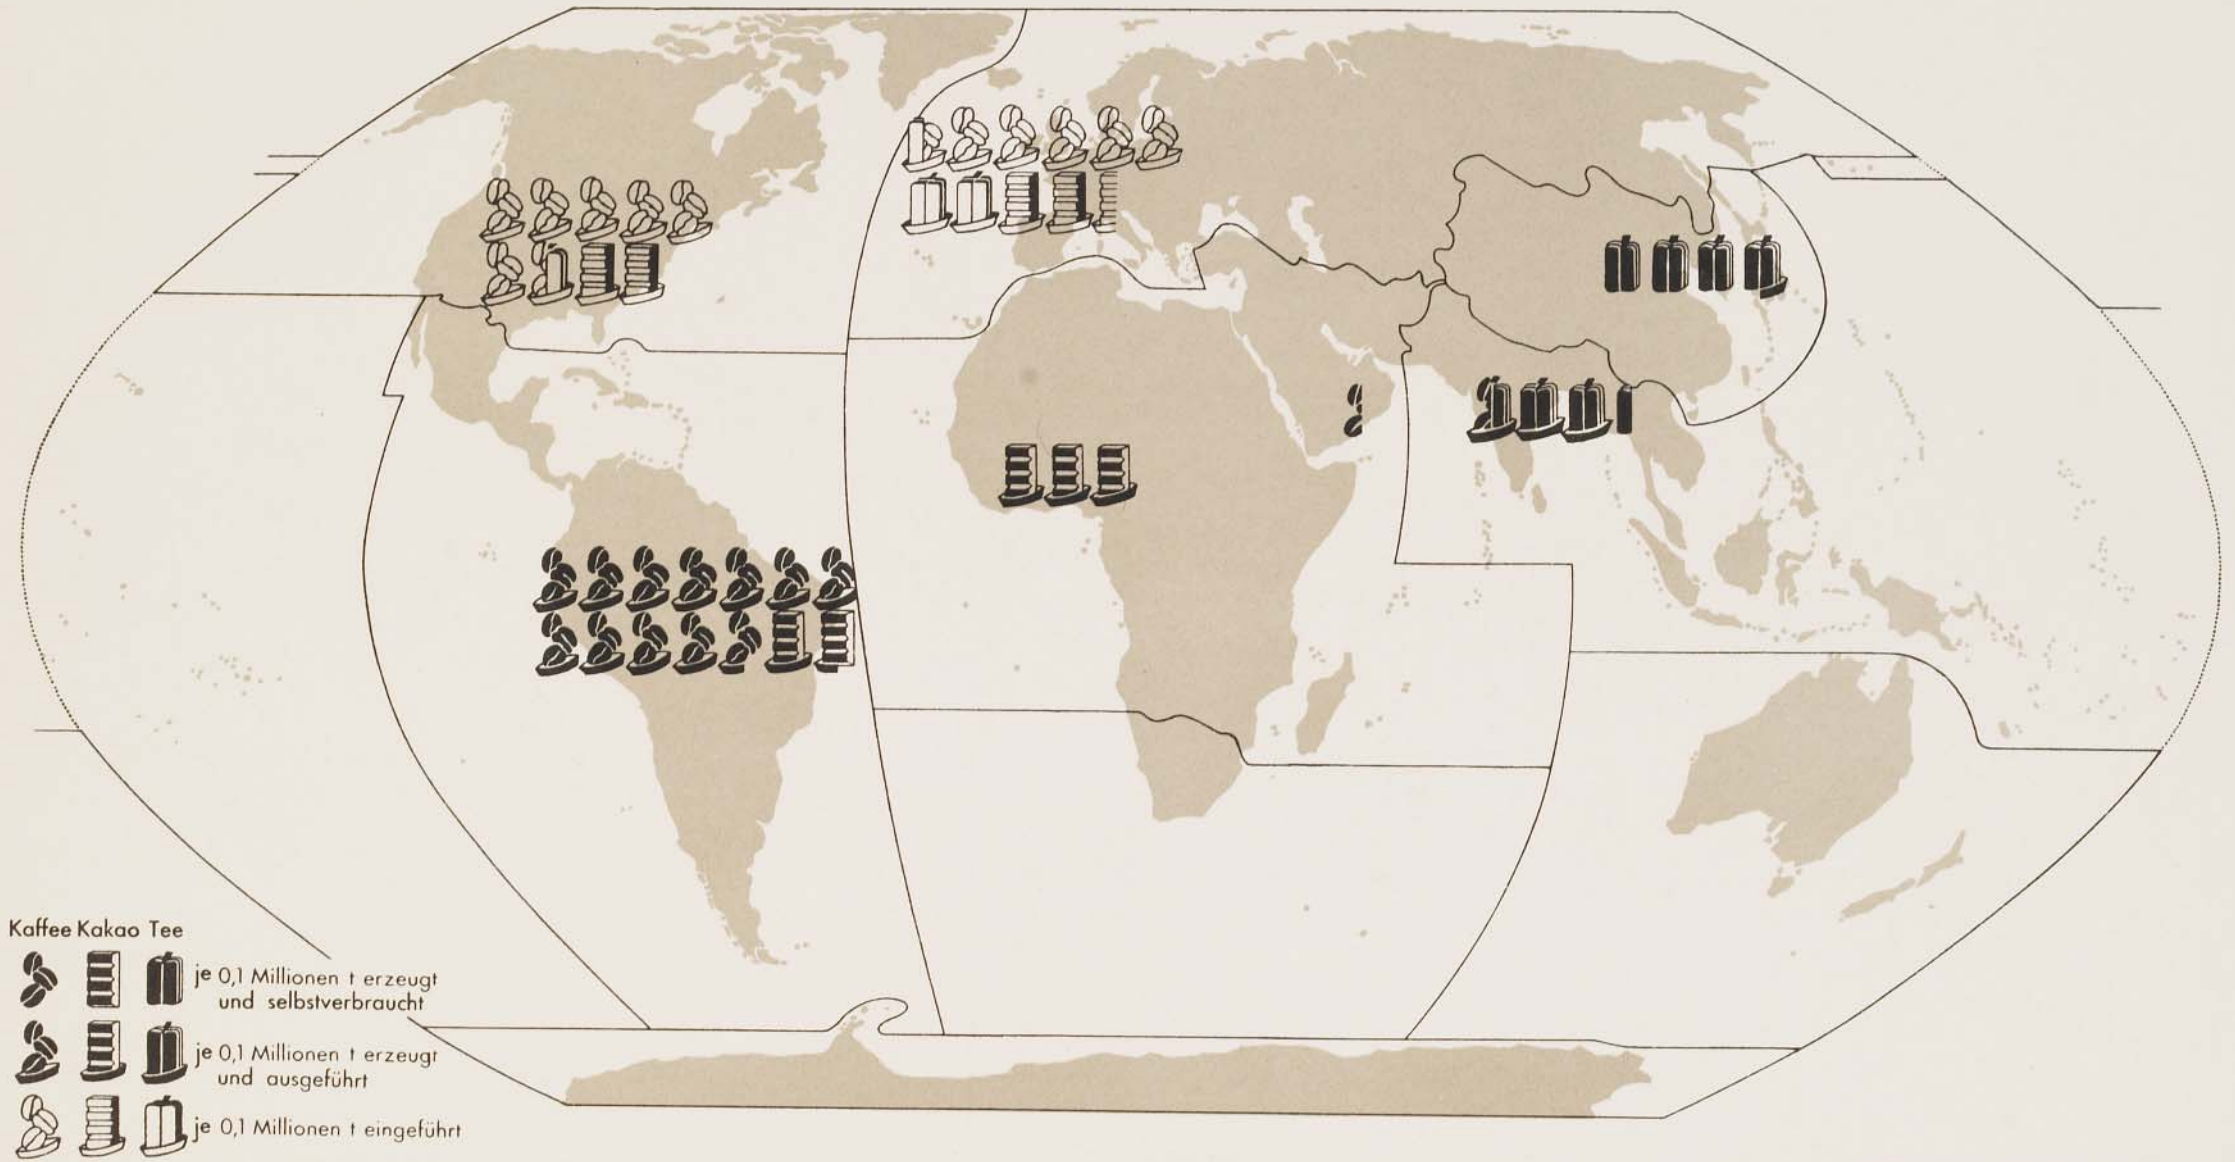 Kaffee Kakao Tee
je 0,1 Millionen t erzeugt
und selbstverbraucht
je 0,1 Millionen t erzeugt
und ausgeführt
je 0,1 Millionen t eingeführt